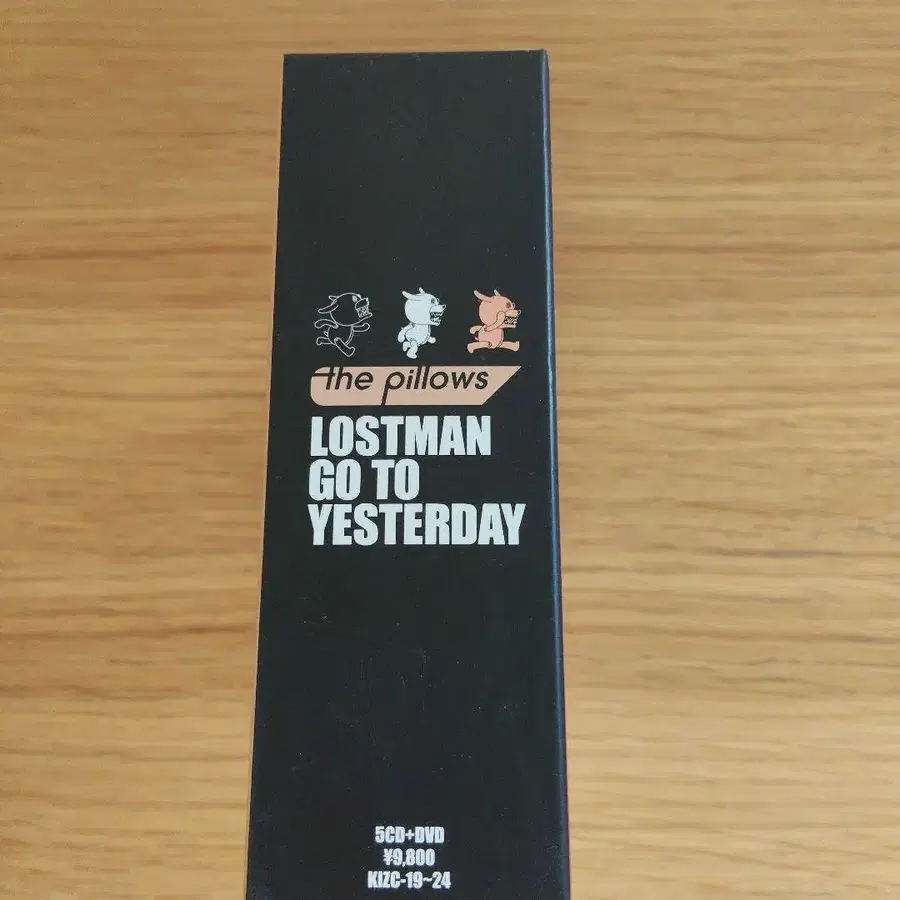 the pillows
LOSTMAN
GO TO
YESTERDAY
5CD+DVD
¥9,800
KIZC-19~24